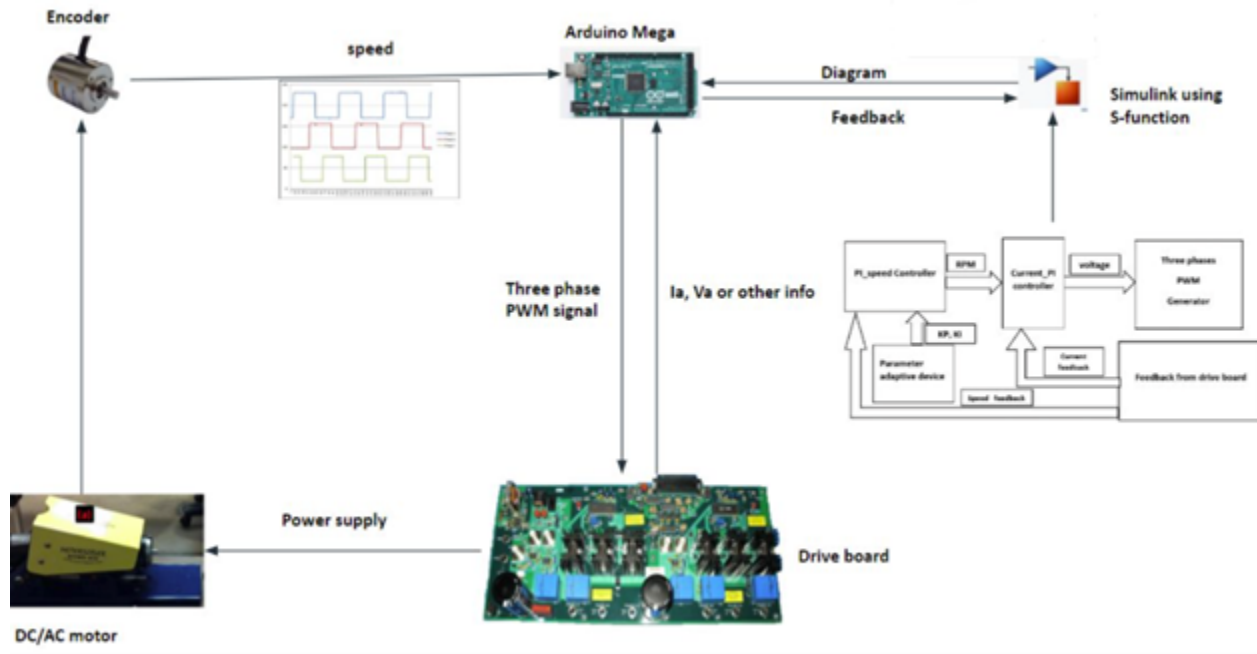 Encoder
speed
Arduino Mega
Diagram
Feedback
Simulink using
S-function
Three phase
PWM signal
Ia, Va or other info
PI_speed Controller
RPM
Current_PI
controller
voltage
Three phases
PWM
Generator
KP, KI
Parameter
adaptive device
Current
feedback
Speed feedback
Feedback from drive board
Power supply
Drive board
DC/AC motor